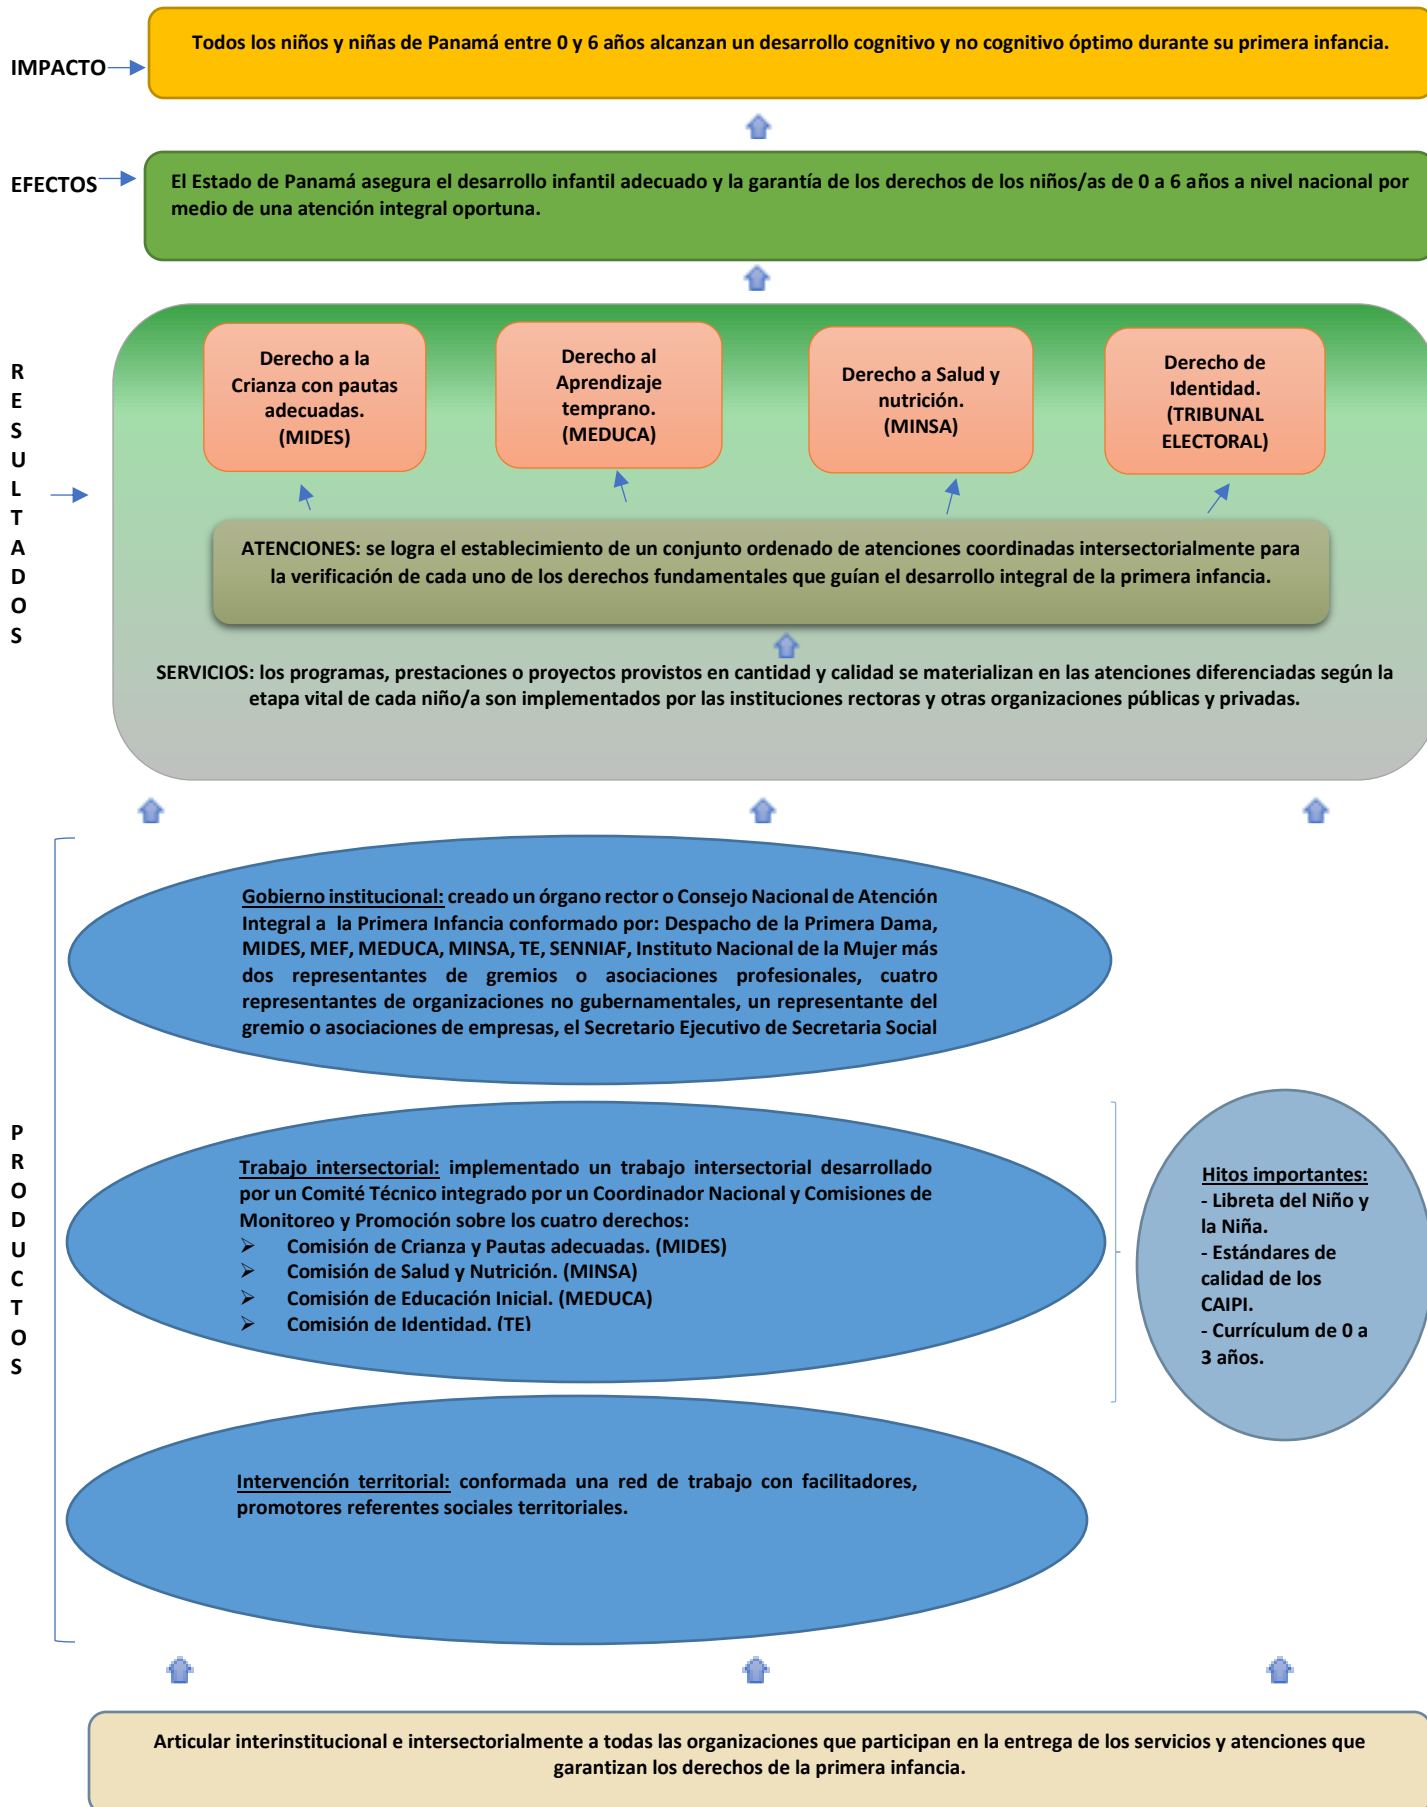 IMPACTO
Todos los niños y niñas de Panamá entre 0 y 6 años alcanzan un desarrollo cognitivo y no cognitivo óptimo durante su primera infancia.
EFECTOS
El Estado de Panamá asegura el desarrollo infantil adecuado y la garantía de los derechos de los niños/as de 0 a 6 años a nivel nacional por
medio de una atención integral oportuna.
R
E
S
U
L
T
A
D
O
S
Derecho a la
Crianza con pautas
adecuadas.
(MIDES)
Derecho al
Aprendizaje
temprano.
(MEDUCA)
Derecho a Salud y
nutrición.
(MINSA)
Derecho de
Identidad.
(TRIBUNAL
ELECTORAL)
ATENCIONES: se logra el establecimiento de un conjunto ordenado de atenciones coordinadas intersectorialmente para
la verificación de cada uno de los derechos fundamentales que guían el desarrollo integral de la primera infancia.
SERVICIOS: los programas, prestaciones o proyectos provistos en cantidad y calidad se materializan en las atenciones diferenciadas según la
etapa vital de cada niño/a son implementados por las instituciones rectoras y otras organizaciones públicas y privadas.
P
R
O
D
U
C
T
O
S
Gobierno institucional: creado un órgano rector o Consejo Nacional de Atención
Integral a la Primera Infancia conformado por: Despacho de la Primera Dama,
MIDES, MEF, MEDUCA, MINSA, TE, SENNIAF, Instituto Nacional de la Mujer más
dos representantes de gremios o asociaciones profesionales, cuatro
representantes de organizaciones no gubernamentales, un representante del
gremio o asociaciones de empresas, el Secretario Ejecutivo de Secretaria Social
Trabajo intersectorial: implementado un trabajo intersectorial desarrollado
por un Comité Técnico integrado por un Coordinador Nacional y Comisiones de
Monitoreo y Promoción sobre los cuatro derechos:
➢ Comisión de Crianza y Pautas adecuadas. (MIDES)
➢ Comisión de Salud y Nutrición. (MINSA)
➢ Comisión de Educación Inicial. (MEDUCA)
➢ Comisión de Identidad. (TE)
Hitos importantes:
- Libreta del Niño y
la Niña.
- Estándares de
calidad de los
CAIPI.
- Currículum de 0 a
3 años.
Intervención territorial: conformada una red de trabajo con facilitadores,
promotores referentes sociales territoriales.
Articular interinstitucional e intersectorialmente a todas las organizaciones que participan en la entrega de los servicios y atenciones que
garantizan los derechos de la primera infancia.